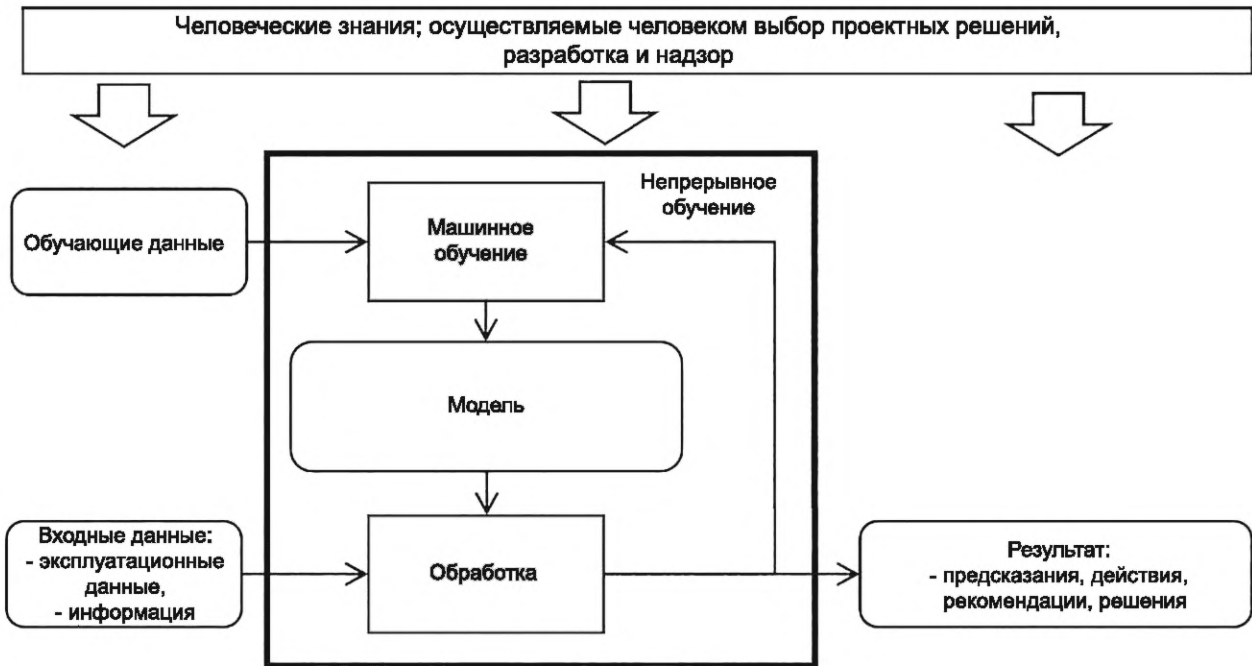 Человеческие знания; осуществляемые человеком выбор проектных решений,
разработка и надзор
Непрерывное
обучение
Обучающие данные
Машинное
обучение
Модель
Входные данные:
- эксплуатационные
данные,
- информация
Обработка
Результат:
- предсказания, действия,
рекомендации, решения